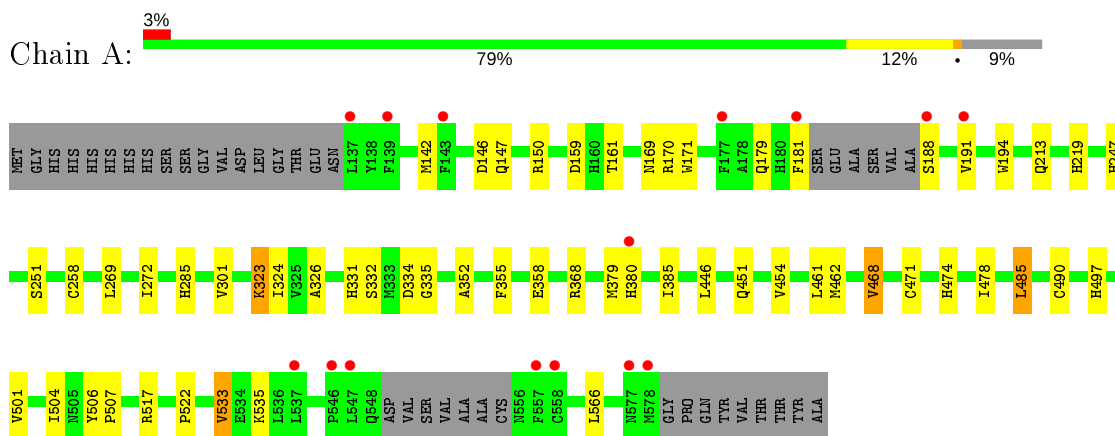 3%
Chain A:
79% 12% • 9%
MET GLY HIS HIS HIS HIS HIS HIS SER SER GLY VAL ASP LEU GLY THR GLU ASN L137 Y138 F139 M142 F143 D146 Q147 R150 D159 H160 T161 N169 R170 W171 F177 A178 Q179 H180 F181 SER GLU ALA SER VAL ALA S188 V191 W194 Q213 H219
S251 C258 L269 I272 H285 V301 K323 I324 V325 A326 H331 S332 M333 D334 G335 A352 F355 E358 R368 M379 H380 I385 L446 Q451 V454 L461 M462 V468 C471 H474 I478 L485 C490 H497
V501 I504 N505 Y506 P507 R517 P522 V533 E534 K535 L536 L537 P546 L547 Q548 ASP VAL SER VAL ALA ALA CYS N556 F557 C558 L566 N577 M578 GLY PRO GLN TYR VAL THR THR TYR ALA